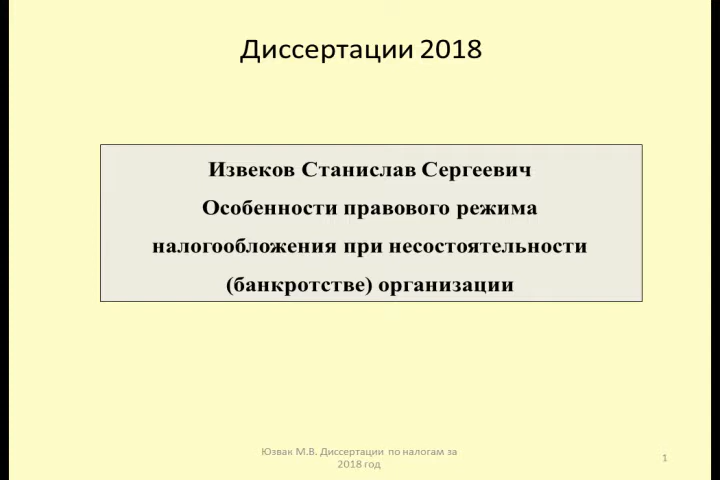 Диссертации 2018
Извеков Станислав Сергеевич
Особенности правового режима
налогообложения при несостоятельности
(банкротстве) организации
Юзвак М.В. Диссертации по налогам за
2018 год
1